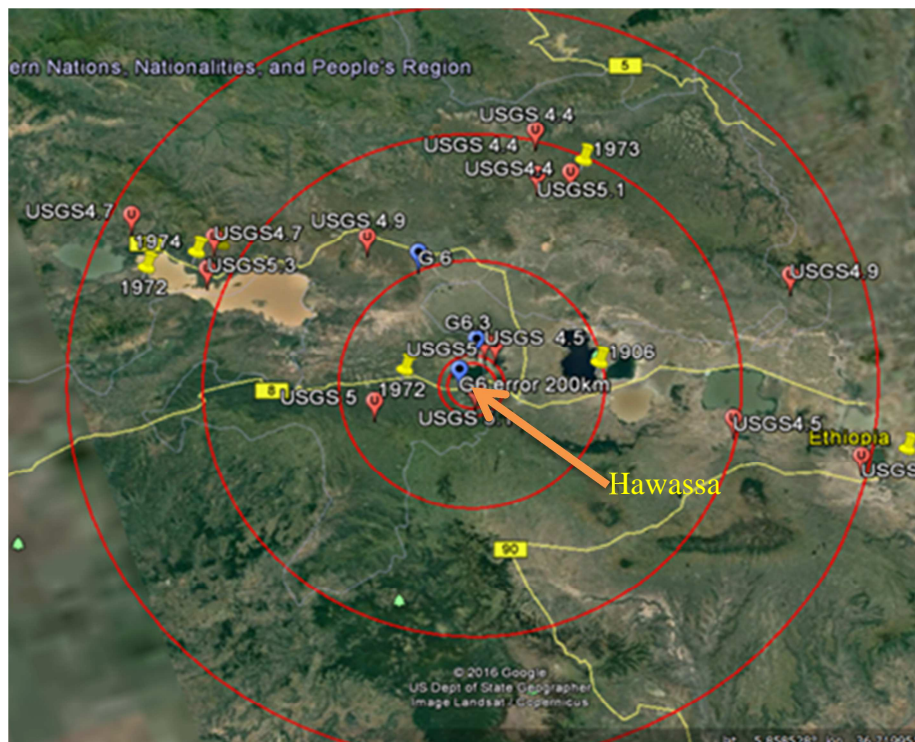 ern Nations, Nationalities, and People's Region
5
USGS 4.4
USGS 4.4
1973
USGS4.4
USGS5.1
USGS4.7
USGS4.7
USGS 4.9
1974
G 6
USGS5.3
USGS4.9
1972
G6.3
USGS 4.5
USGS5
1906
G6 error 200km
8
USGS 5
1972
USGS
USGS4.5
Ethiopia
USGS
Hawassa
90
© 2016 Google
US Dept of State Geographer
Image Landsat / Copernicus